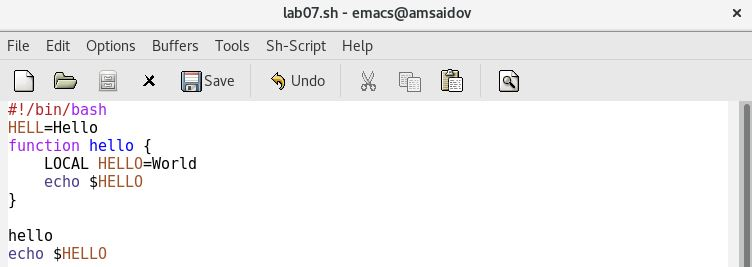 lab07.sh - emacs@amsaidov
×
File Edit Options Buffers Tools Sh-Script Help
Save Undo
#!/bin/bash
HELL=Hello
function hello {
    LOCAL HELLO=World
    echo $HELLO
}
hello
echo $HELLO